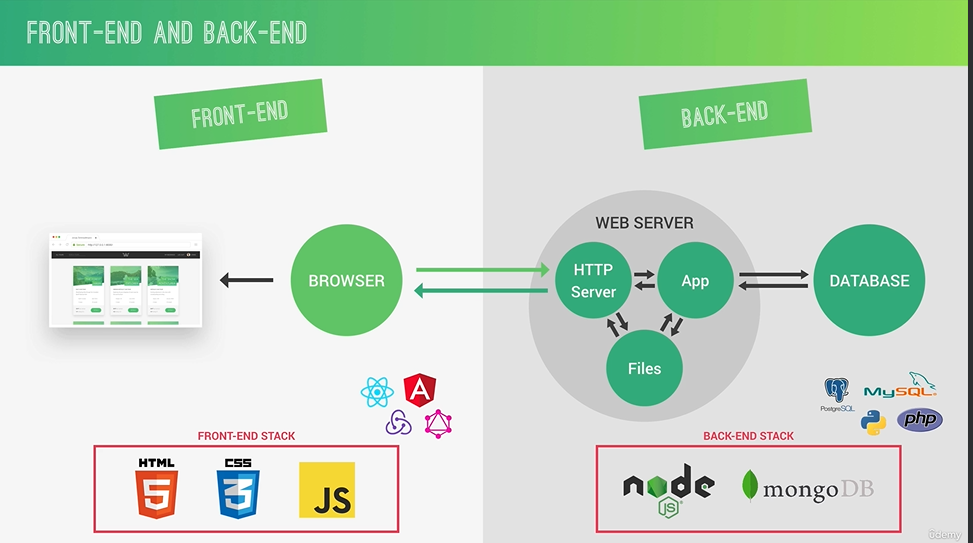 FRONT-END AND BACK-END
FRONT-END
BACK-END
WEB SERVER
BROWSER
HTTP
Server
App
DATABASE
Files
PostgreSQL
MySQL
php
FRONT-END STACK
BACK-END STACK
HTML
5
CSS
3
JS
node
JS
mongoDB
ûdemy